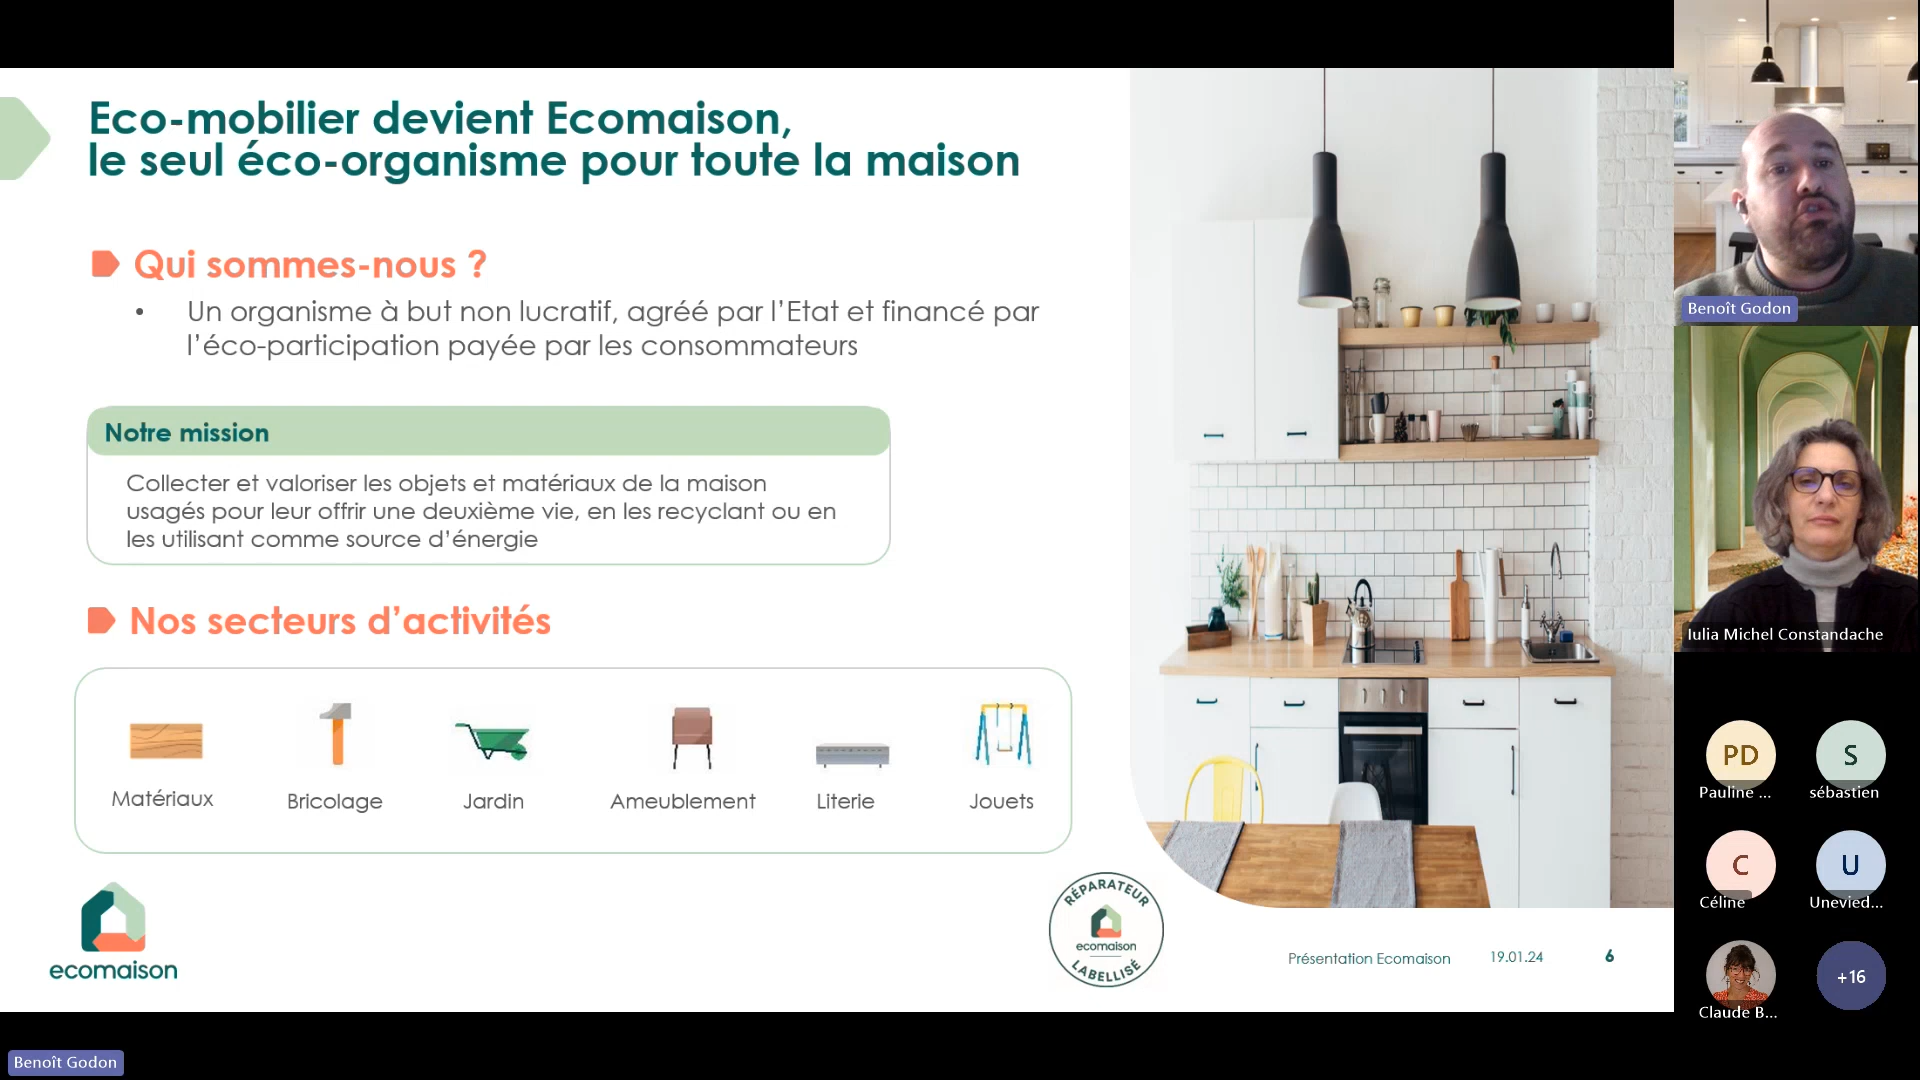 Eco-mobilier devient Ecomaison,
le seul éco-organisme pour toute la maison
Qui sommes-nous ?
• Un organisme à but non lucratif, agréé par l’Etat et financé par
l’éco-participation payée par les consommateurs
Notre mission
Collecter et valoriser les objets et matériaux de la maison
usagés pour leur offrir une deuxième vie, en les recyclant ou en
les utilisant comme source d’énergie
Nos secteurs d’activités
Matériaux
Bricolage
Jardin
Ameublement
Literie
Jouets
ecomaison
RÉPARATEUR
ecomaison
LABELLISÉ
Présentation Ecomaison
19.01.24
6
Benoît Godon
Iulia Michel Constandache
PD
Pauline ...
S
sébastien
C
Céline
U
Unevied...
Claude B...
+16
Benoît Godon